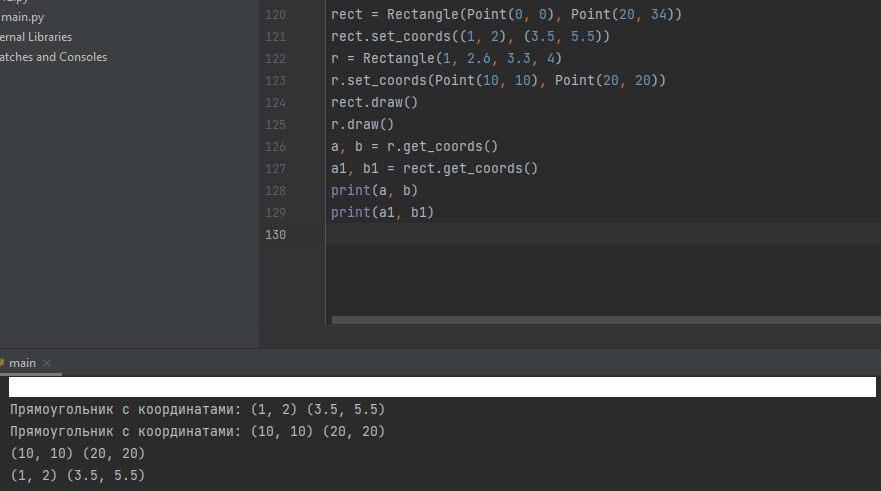 main.py
ernal Libraries
atches and Consoles
120 rect = Rectangle(Point(0, 0), Point(20, 34))
121 rect.set_coords((1, 2), (3.5, 5.5))
122 r = Rectangle(1, 2.6, 3.3, 4)
123 r.set_coords(Point(10, 10), Point(20, 20))
124 rect.draw()
125 r.draw()
126 a, b = r.get_coords()
127 a1, b1 = rect.get_coords()
128 print(a, b)
129 print(a1, b1)
130
main ×
Прямоугольник с координатами: (1, 2) (3.5, 5.5)
Прямоугольник с координатами: (10, 10) (20, 20)
(10, 10) (20, 20)
(1, 2) (3.5, 5.5)